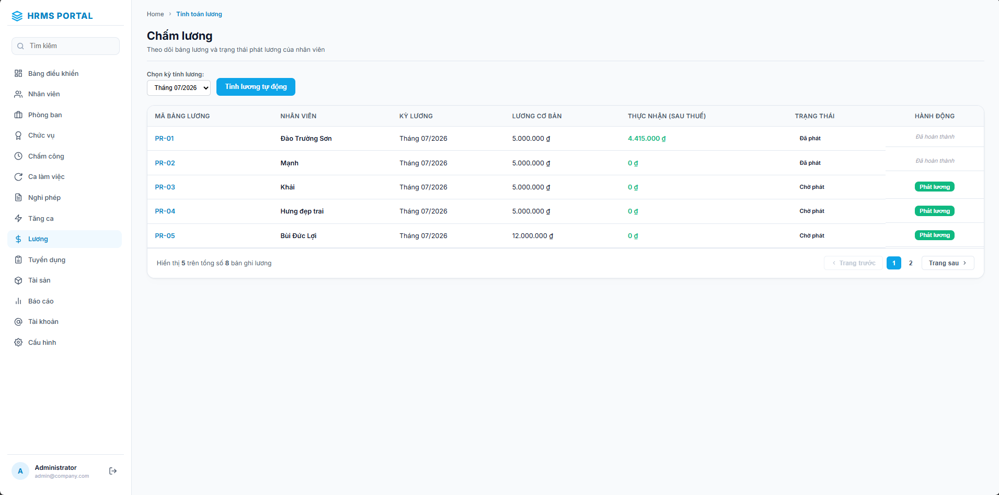 HRMS PORTAL
Tìm kiếm
Bảng điều khiển
Nhân viên
Phòng ban
Chức vụ
Chấm công
Ca làm việc
Nghỉ phép
Tăng ca
Lương
Tuyển dụng
Tài sản
Báo cáo
Tài khoản
Cấu hình
A
Administrator
admin@company.com
Home › Tính toán lương
Chấm lương
Theo dõi bảng lương và trạng thái phát lương của nhân viên
Chọn kỳ tính lương:
Tháng 07/2026 Tính lương tự động
MÃ BẢNG LƯƠNG NHÂN VIÊN KỲ LƯƠNG LƯƠNG CƠ BẢN THỰC NHẬN (SAU THUẾ) TRẠNG THÁI HÀNH ĐỘNG
PR-01 Đào Trường Sơn Tháng 07/2026 5.000.000 ₫ 4.415.000 ₫ Đã phát Đã hoàn thành
PR-02 Mạnh Tháng 07/2026 5.000.000 ₫ 0 ₫ Đã phát Đã hoàn thành
PR-03 Khải Tháng 07/2026 5.000.000 ₫ 0 ₫ Chờ phát Phát lương
PR-04 Hưng đẹp trai Tháng 07/2026 5.000.000 ₫ 0 ₫ Chờ phát Phát lương
PR-05 Bùi Đức Lợi Tháng 07/2026 12.000.000 ₫ 0 ₫ Chờ phát Phát lương
Hiển thị 5 trên tổng số 8 bản ghi lương ‹ Trang trước 1 2 Trang sau ›